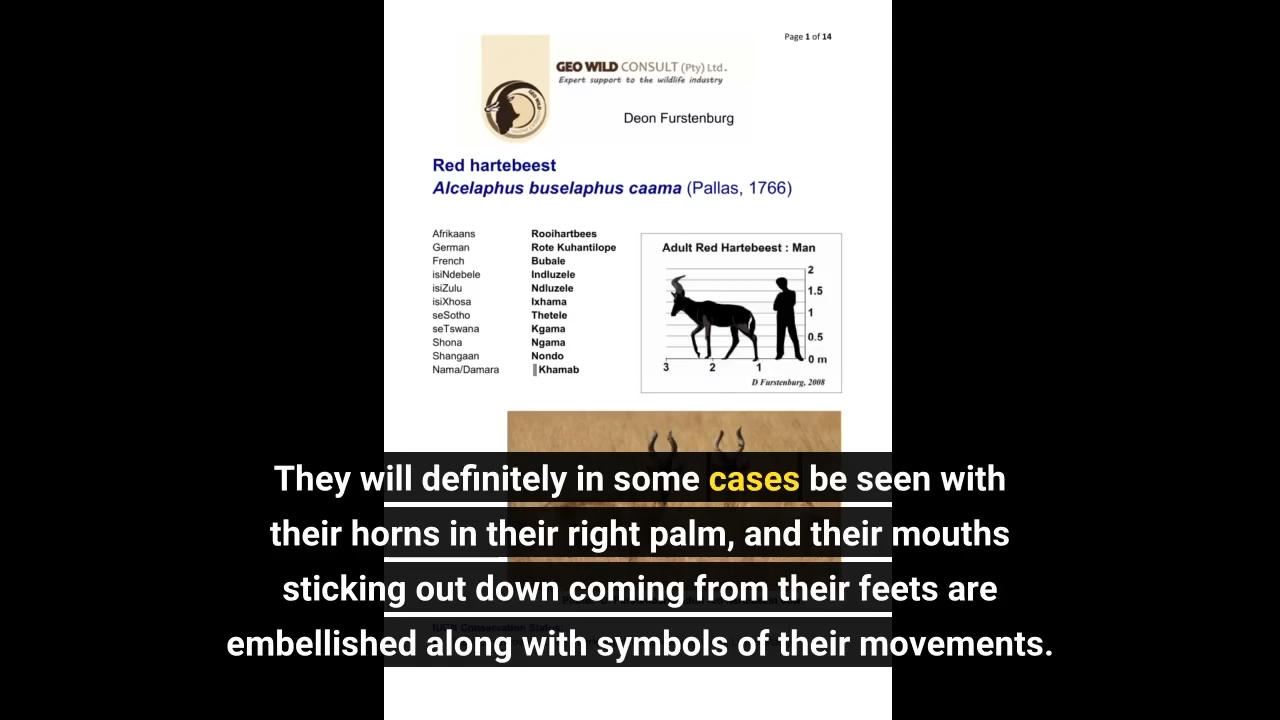 Page 1 of 14
GEO WILD CONSULT (Pty) Ltd.
Expert support to the wildlife industry
GEO WILD
Deon Furstenburg
Red hartebeest
Alcelaphus buselaphus caama (Pallas, 1766)
Afrikaans Rooihartbees
German Rote Kuhantilope
French Bubale
isiNdebele Indluzele
isiZulu Ndluzele
isiXhosa Ixhama
seSotho Thetele
seTswana Kgama
Shona Ngama
Shangaan Nondo
Nama/Damara ‖Khamab
Adult Red Hartebeest : Man
2
1.5
1
0.5
0 m
3 2 1
D Furstenburg, 2008
They will definitely in some cases be seen with
their horns in their right palm, and their mouths
sticking out down coming from their feets are
embellished along with symbols of their movements.
IUCN Conservation Status: